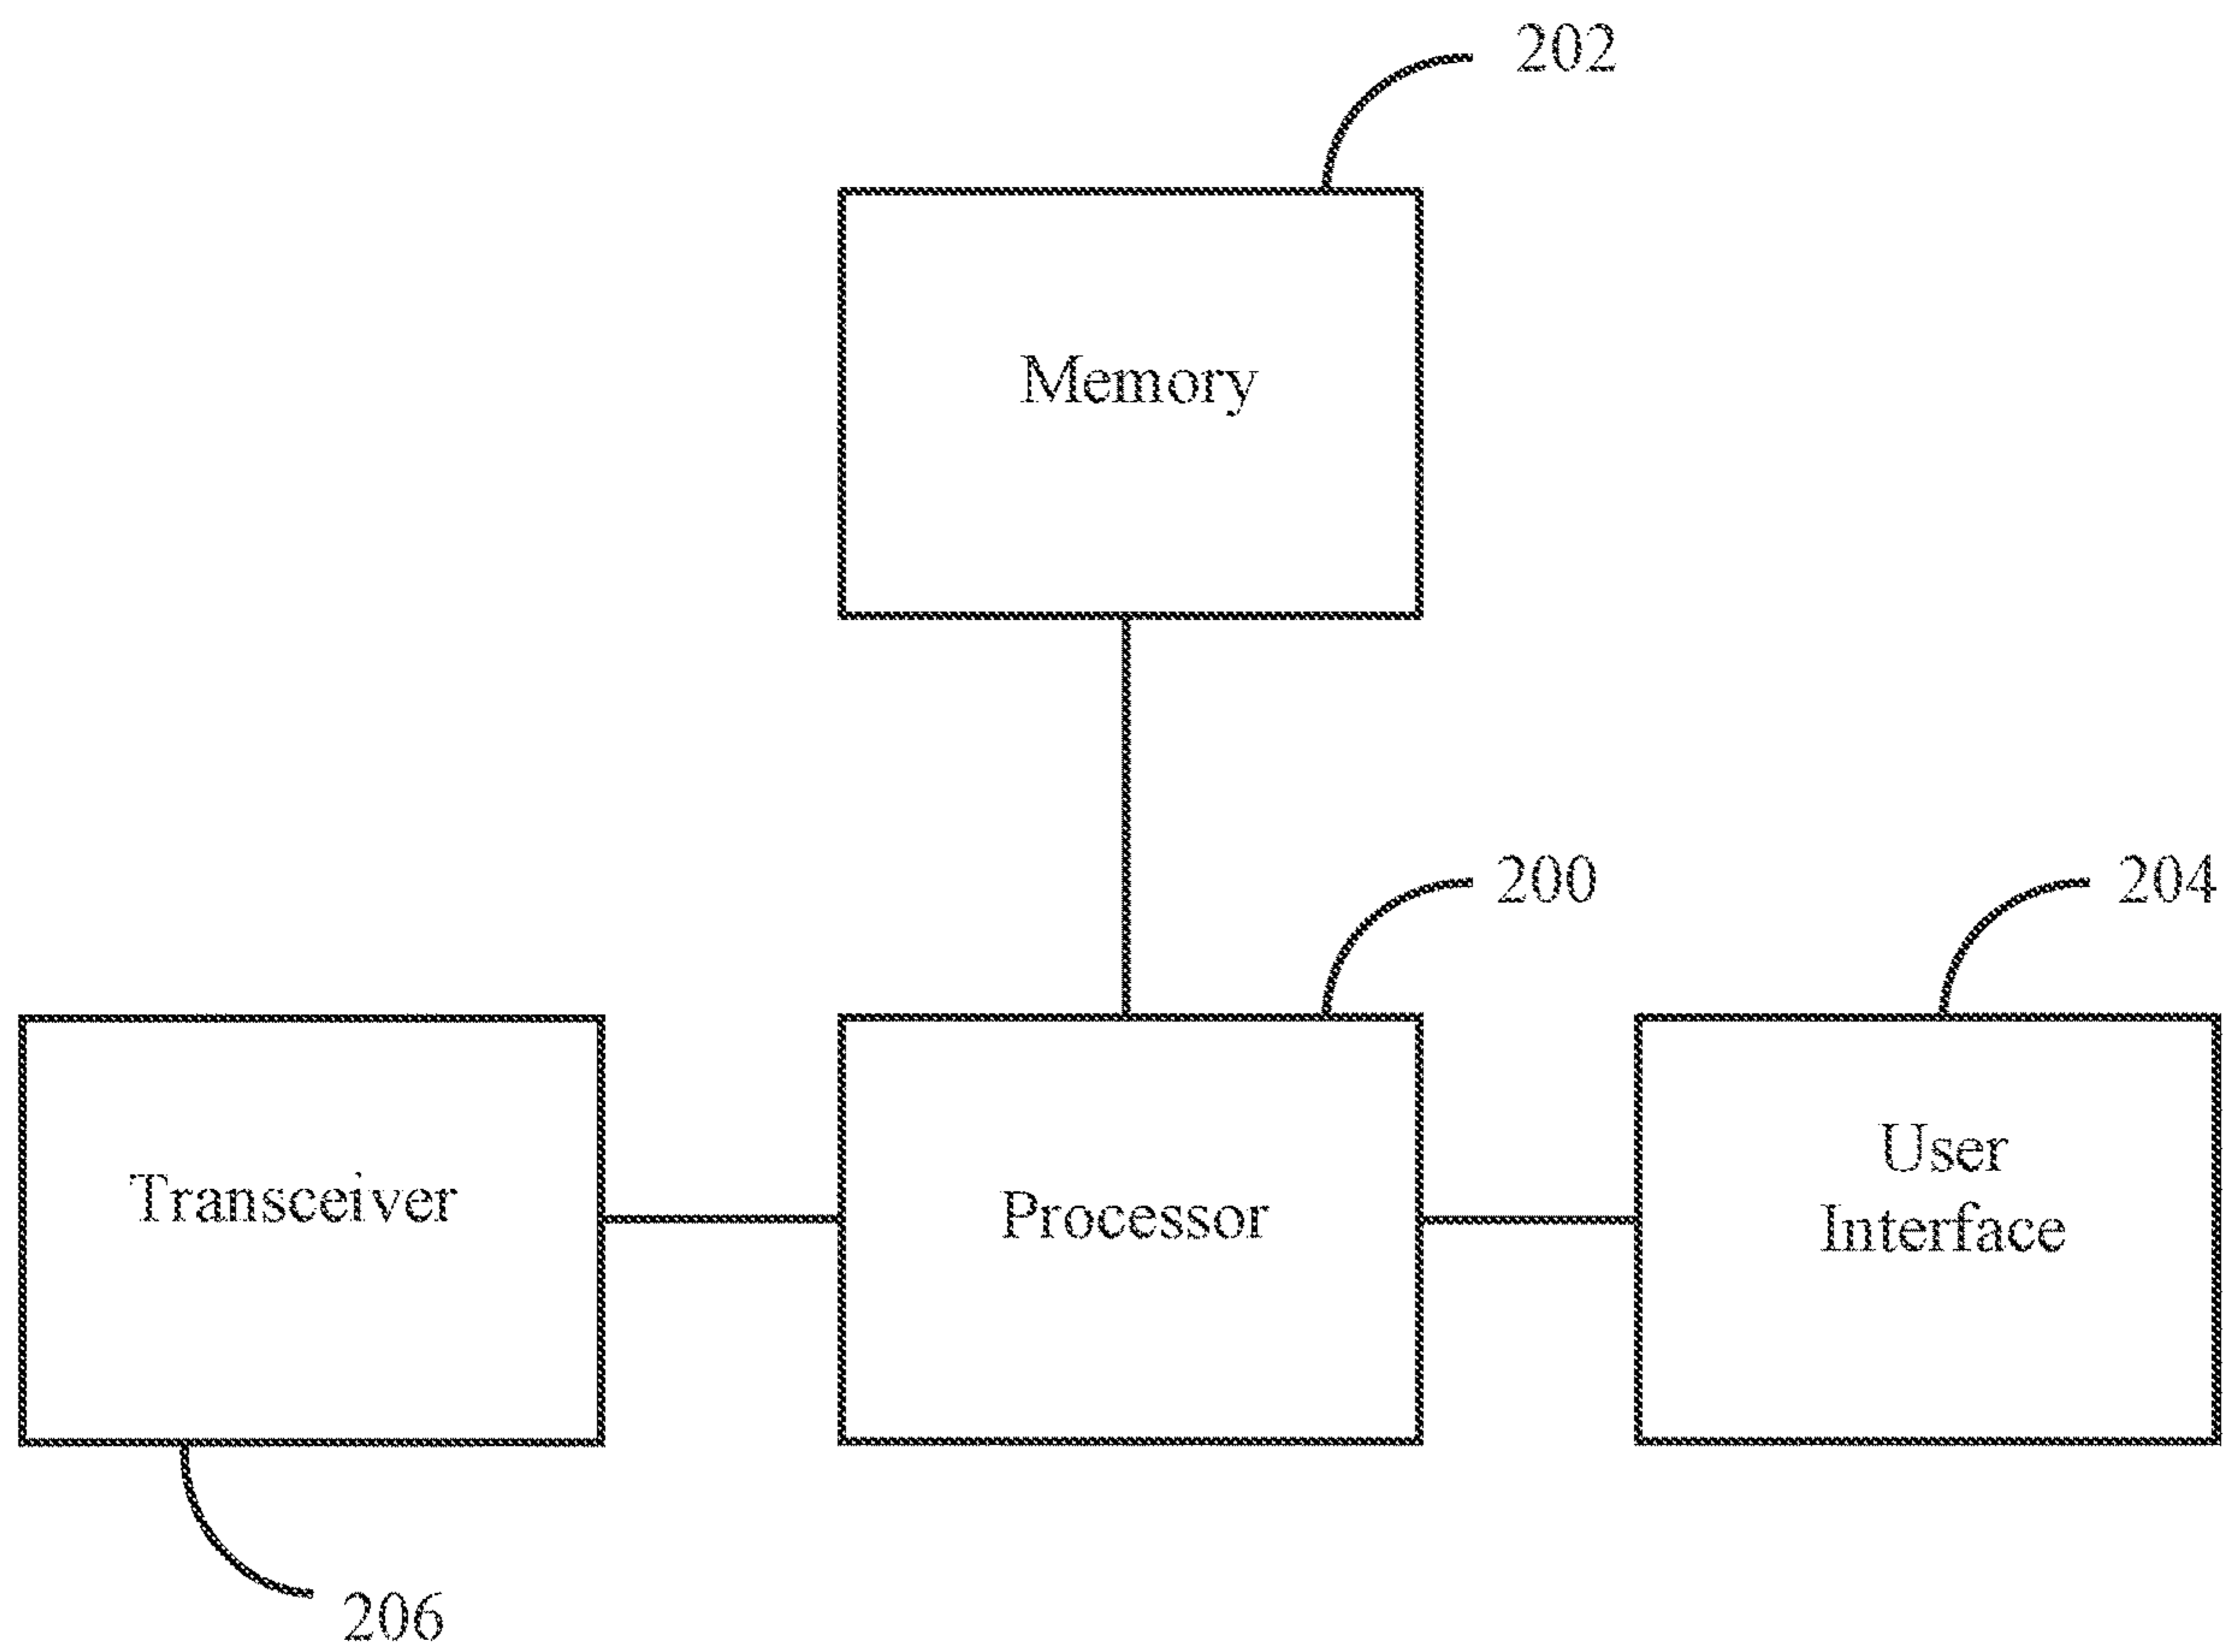 202
Memory
200
204
Transceiver
Processor
User
Interface
206